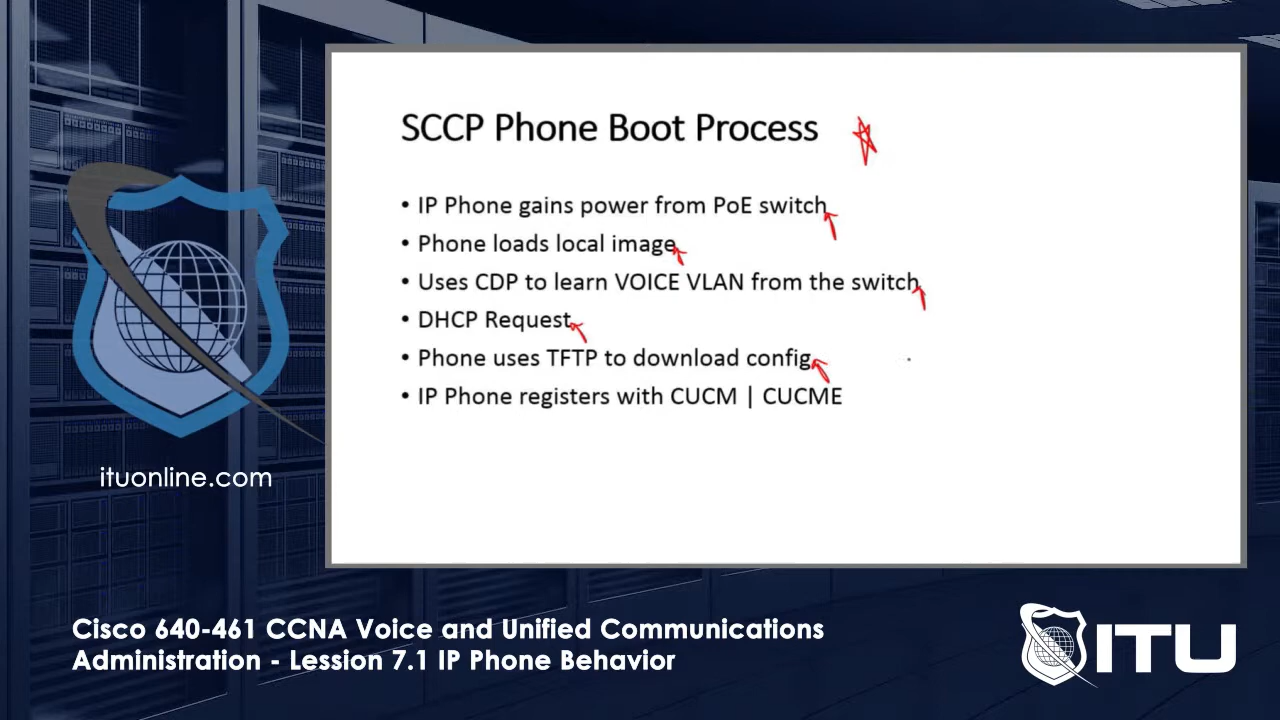 SCCP Phone Boot Process
• IP Phone gains power from PoE switch
• Phone loads local image
• Uses CDP to learn VOICE VLAN from the switch
• DHCP Request
• Phone uses TFTP to download config
• IP Phone registers with CUCM | CUCME
ituonline.com
Cisco 640-461 CCNA Voice and Unified Communications
Administration - Lession 7.1 IP Phone Behavior
ITU